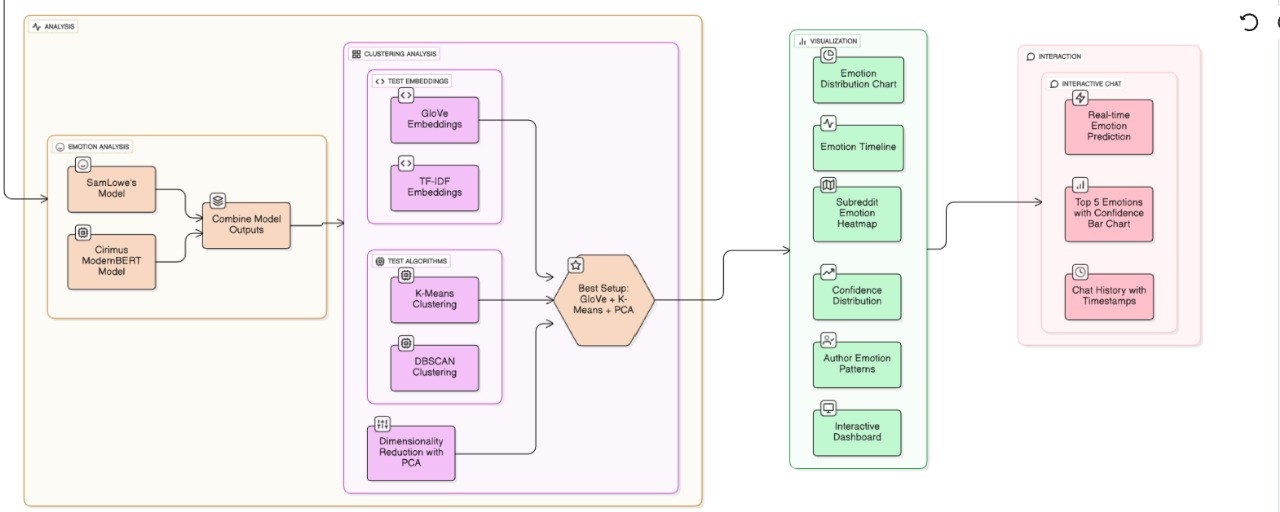 ANALYSIS
EMOTION ANALYSIS
SamLowe's
Model
Cirimus
ModernBERT
Model
Combine Model
Outputs
CLUSTERING ANALYSIS
TEST EMBEDDINGS
GloVe
Embeddings
TF-IDF
Embeddings
TEST ALGORITHMS
K-Means
Clustering
DBSCAN
Clustering
Dimensionality
Reduction with
PCA
Best Setup:
GloVe + K-
Means + PCA
VISUALIZATION
Emotion
Distribution Chart
Emotion Timeline
Subreddit
Emotion
Heatmap
Confidence
Distribution
Author Emotion
Patterns
Interactive
Dashboard
INTERACTION
INTERACTIVE CHAT
Real-time
Emotion
Prediction
Top 5 Emotions
with Confidence
Bar Chart
Chat History with
Timestamps